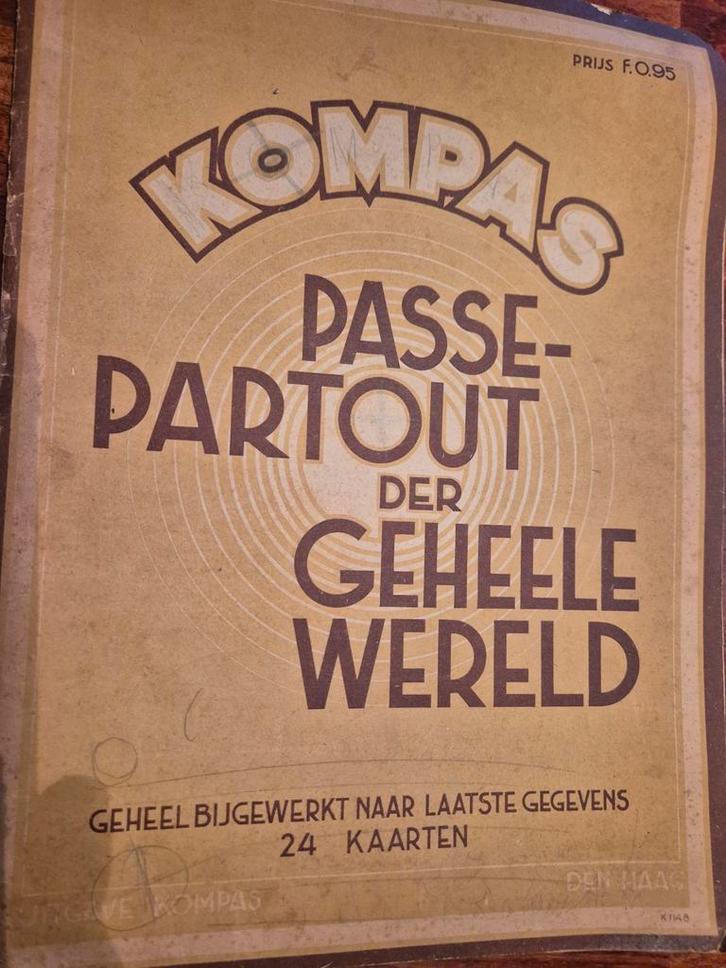 PRIJS F.0.95
KOMPAS
PASSE-
PARTOUT
DER
GEHEELE
WERELD
GEHEEL BIJGEWERKT NAAR LAATSTE GEGEVENS
24 KAARTEN
UITGAVE KOMPAS
DEN HAAG
K1148